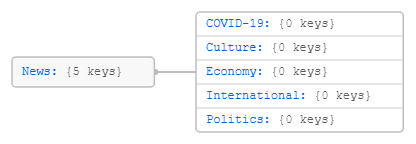 News: {5 keys}
COVID-19: {0 keys}
Culture: {0 keys}
Economy: {0 keys}
International: {0 keys}
Politics: {0 keys}